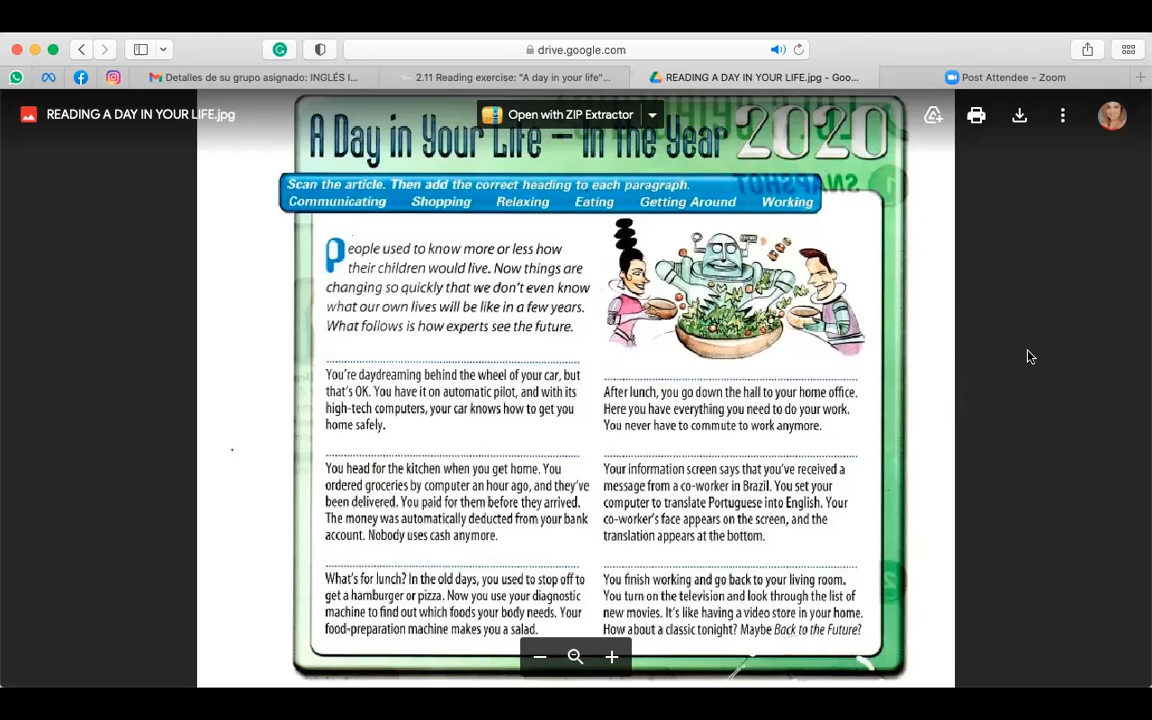 drive.google.com
Detalles de su grupo asignado: INGLÉS I...
2.11 Reading exercise: "A day in your life"...
READING A DAY IN YOUR LIFE.jpg - Goo...
Post Attendee - Zoom
READING A DAY IN YOUR LIFE.jpg
Open with ZIP Extractor
A Day in Your Life – In the Year 2020
SNAPSHOT
Scan the article. Then add the correct heading to each paragraph.
Communicating Shopping Relaxing Eating Getting Around Working
People used to know more or less how
their children would live. Now things are
changing so quickly that we don't even know
what our own lives will be like in a few years.
What follows is how experts see the future.
You're daydreaming behind the wheel of your car, but
that's OK. You have it on automatic pilot, and with its
high-tech computers, your car knows how to get you
home safely.
You head for the kitchen when you get home. You
ordered groceries by computer an hour ago, and they've
been delivered. You paid for them before they arrived.
The money was automatically deducted from your bank
account. Nobody uses cash anymore.
What's for lunch? In the old days, you used to stop off to
get a hamburger or pizza. Now you use your diagnostic
machine to find out which foods your body needs. Your
food-preparation machine makes you a salad.
After lunch, you go down the hall to your home office.
Here you have everything you need to do your work.
You never have to commute to work anymore.
Your information screen says that you've received a
message from a co-worker in Brazil. You set your
computer to translate Portuguese into English. Your
co-worker's face appears on the screen, and the
translation appears at the bottom.
You finish working and go back to your living room.
You turn on the television and look through the list of
new movies. It's like having a video store in your home.
How about a classic tonight? Maybe Back to the Future?